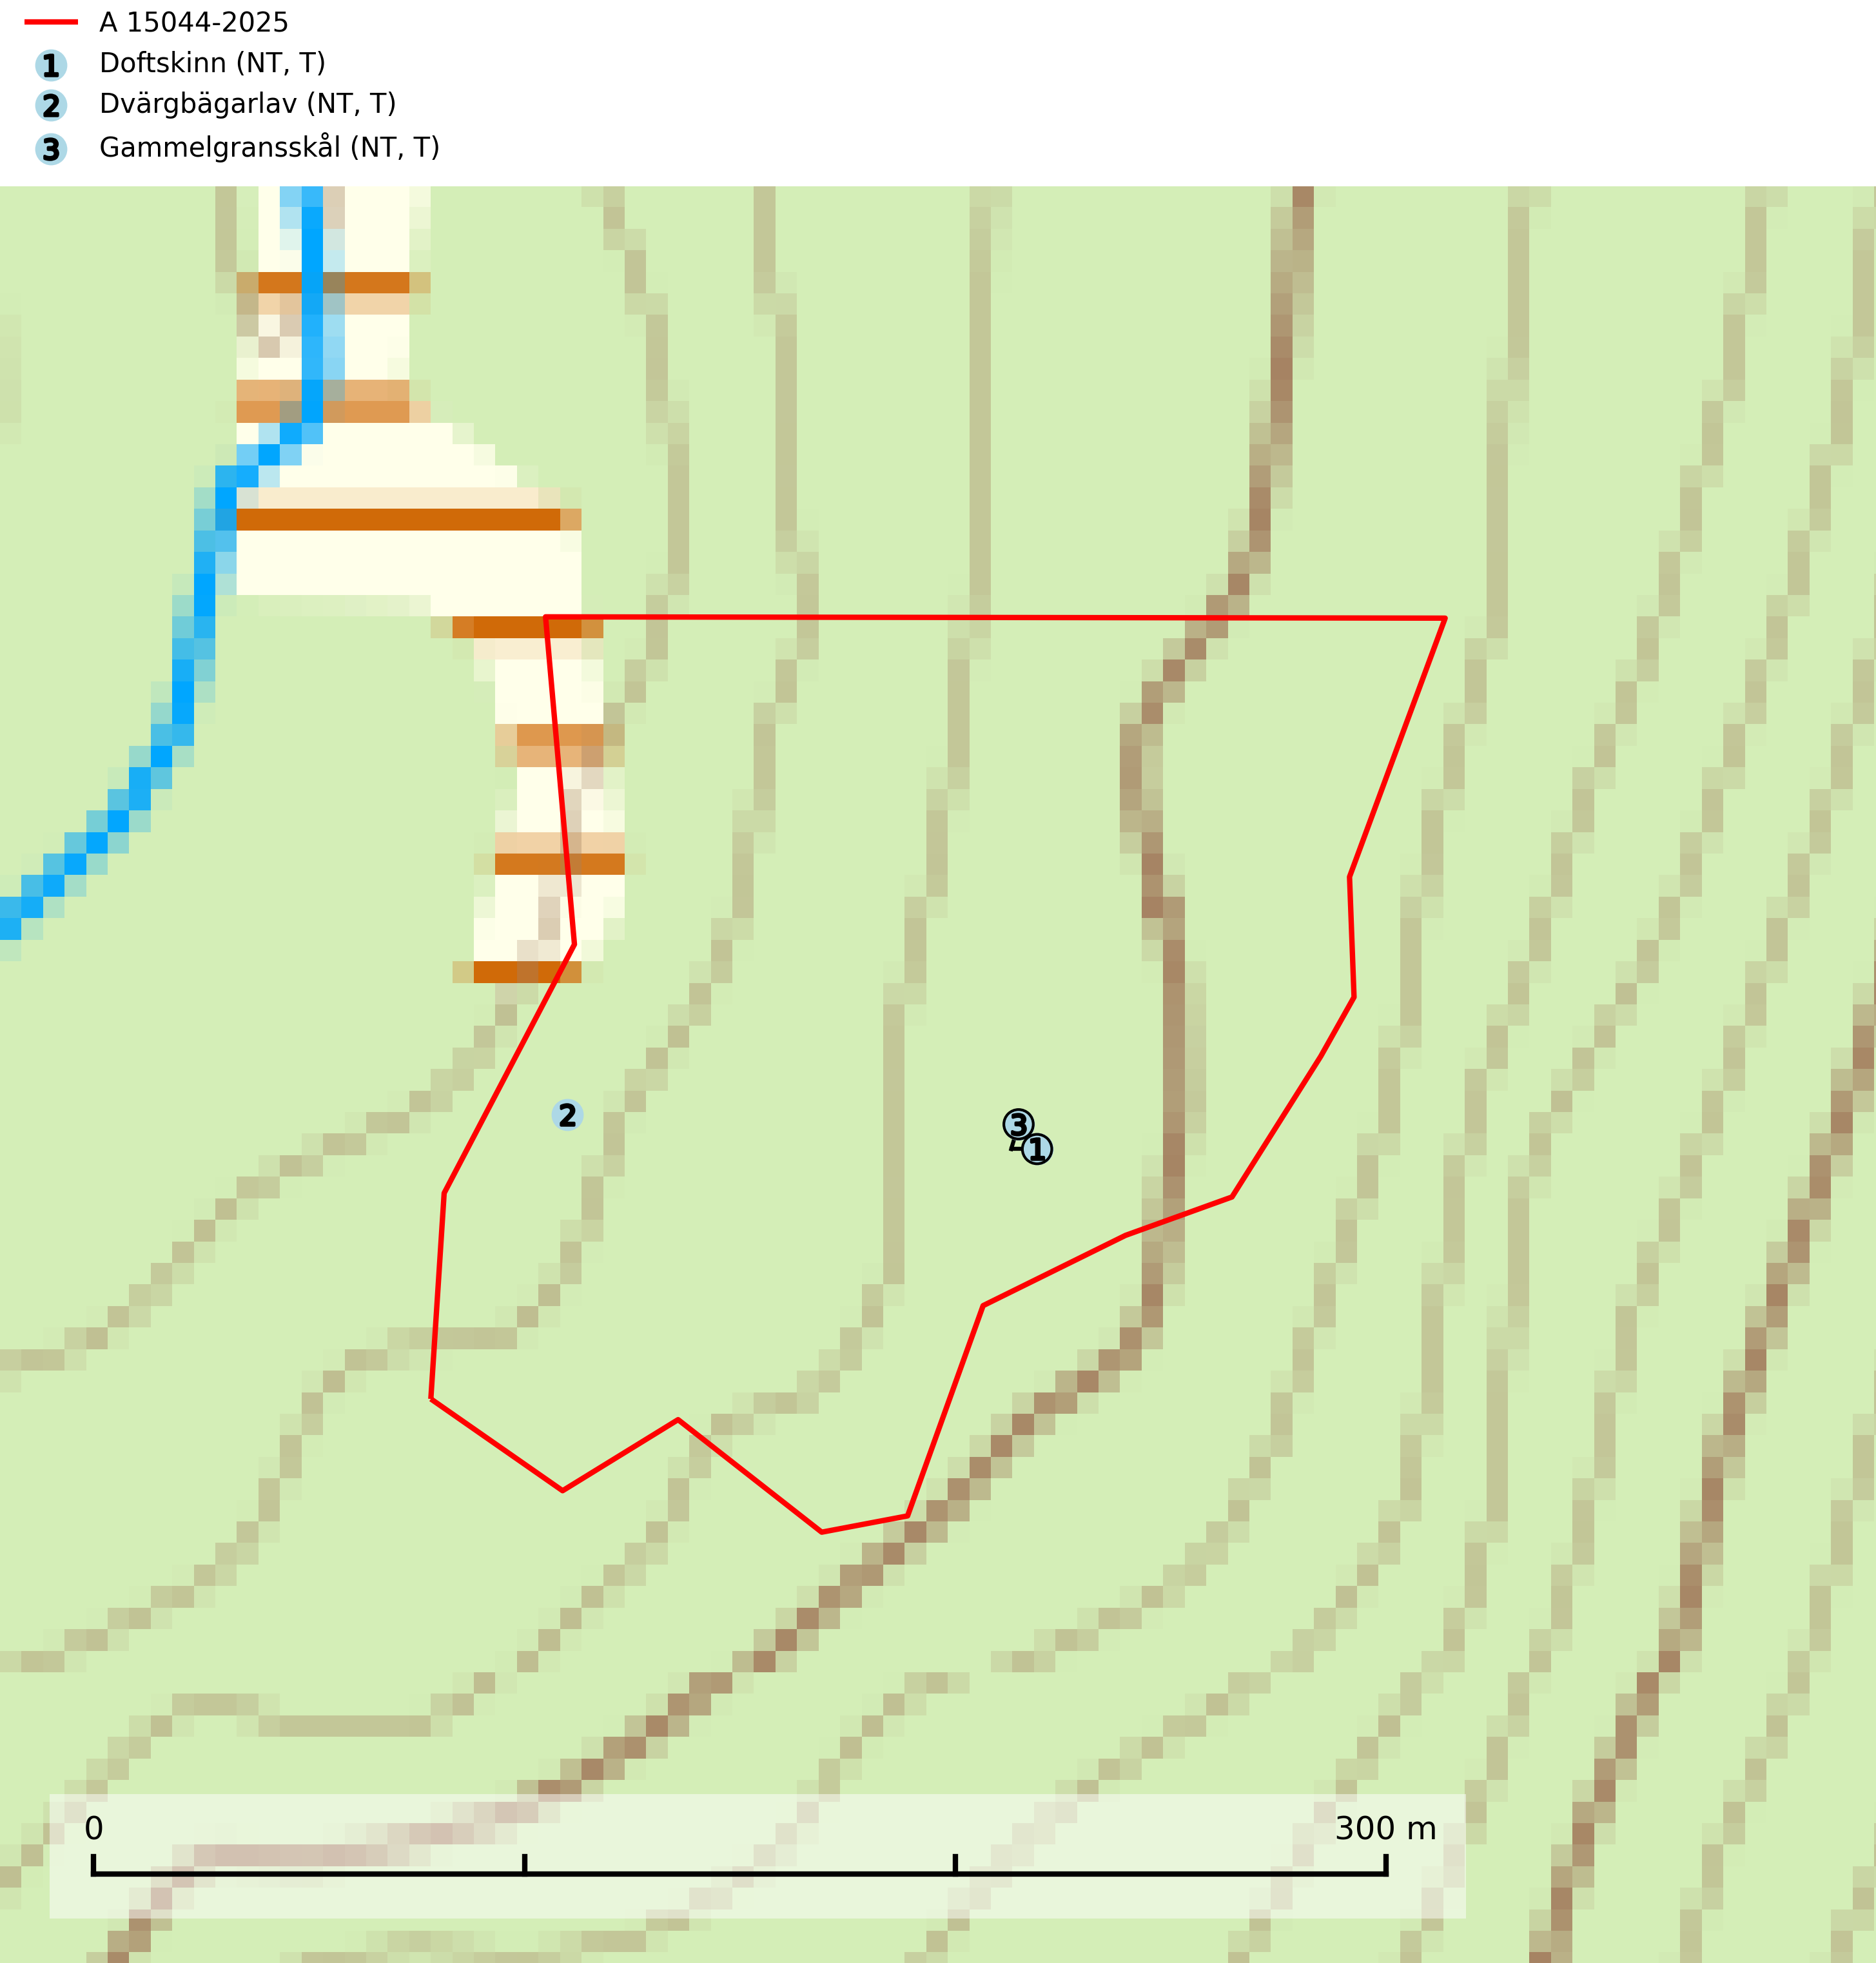 A 15044-2025
1 Doftskinn (NT, T)
2 Dvärgbägarlav (NT, T)
3 Gammelgransskål (NT, T)
2
3
1
0
300 m